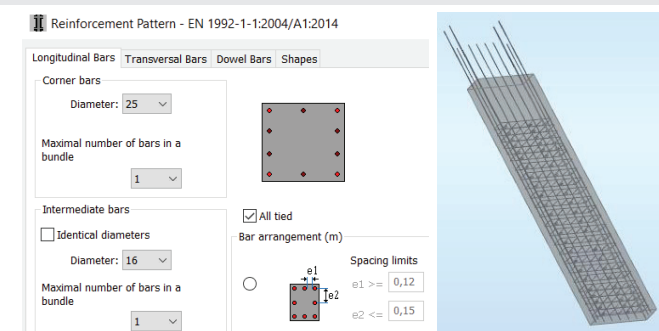 Reinforcement Pattern - EN 1992-1-1:2004/A1:2014
Longitudinal Bars Transversal Bars Dowel Bars Shapes
Corner bars
Diameter: 25
Maximal number of bars in a
bundle
1
Intermediate bars
Identical diameters
Diameter: 16
Maximal number of bars in a
bundle
1
All tied
Bar arrangement (m)
Spacing limits
e1
e2
e1 >= 0,12
e2 <= 0,15